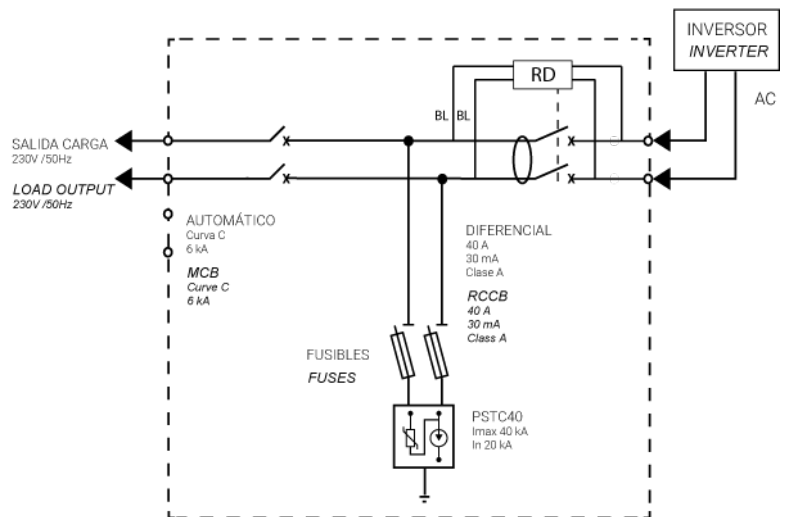 INVERSOR
INVERTER
AC
RD
BL BL
SALIDA CARGA
230V /50Hz
LOAD OUTPUT
230V /50Hz
AUTOMÁTICO
Curva C
6 kA
MCB
Curve C
6 kA
DIFERENCIAL
40 A
30 mA
Clase A
RCCB
40 A
30 mA
Class A
FUSIBLES
FUSES
PSTC40
Imax 40 kA
In 20 kA